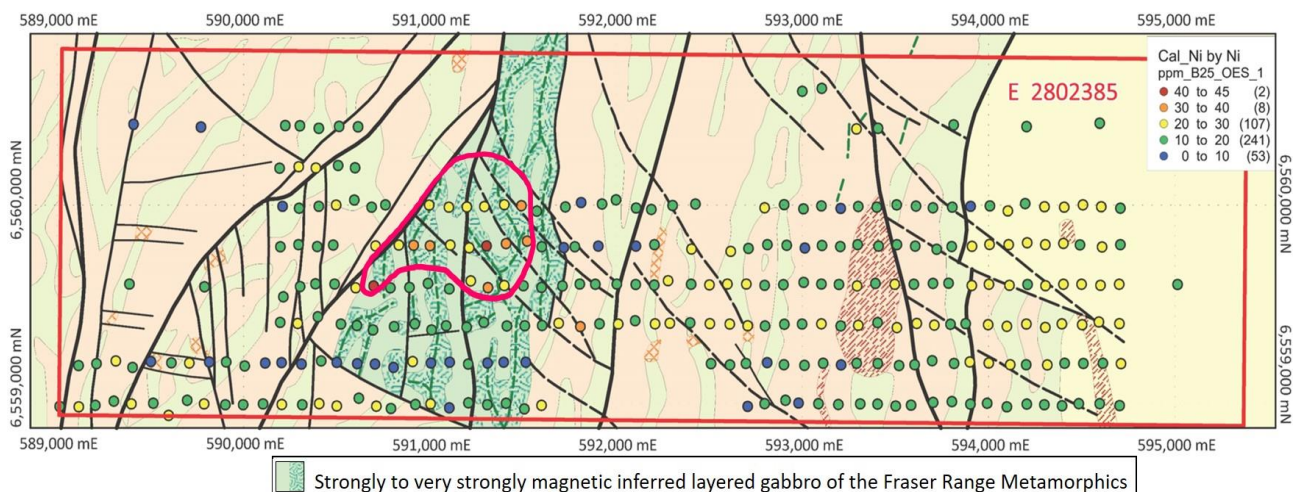 589,000 mE 590,000 mE 591,000 mE 592,000 mE 593,000 mE 594,000 mE 595,000 mE
Cal_Ni by Ni
ppm_B25_OES_1
40 to 45 (2)
30 to 40 (8)
20 to 30 (107)
10 to 20 (241)
0 to 10 (53)
E 2802385
6,560,000 mN
6,560,000 mN
6,559,000 mN
6,559,000 mN
589,000 mE 590,000 mE 591,000 mE 592,000 mE 593,000 mE 594,000 mE 595,000 mE
Strongly to very strongly magnetic inferred layered gabbro of the Fraser Range Metamorphics